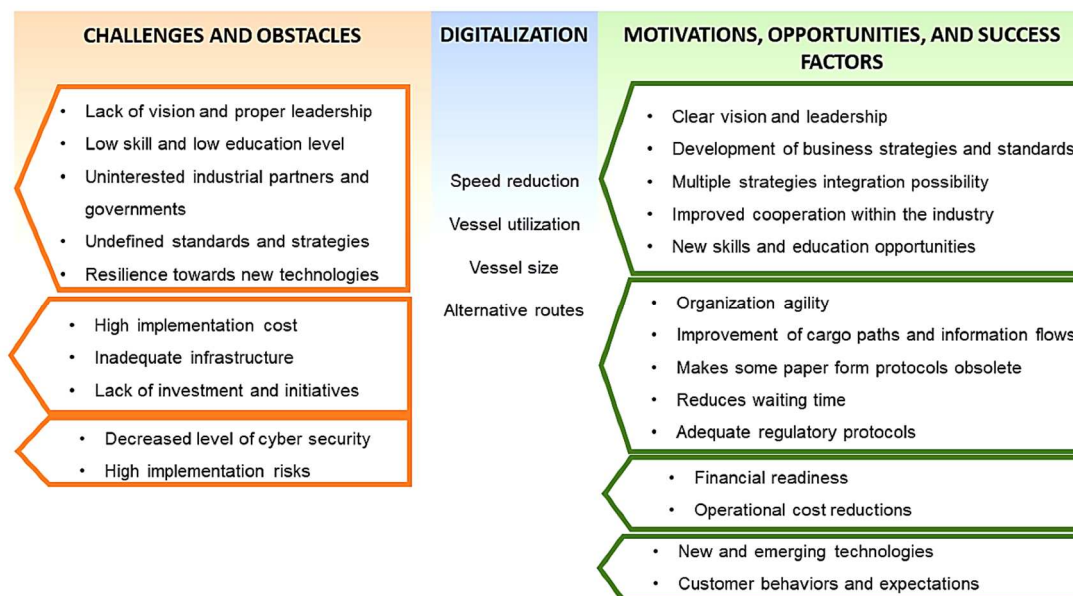 CHALLENGES AND OBSTACLES
• Lack of vision and proper leadership
• Low skill and low education level
• Uninterested industrial partners and
governments
• Undefined standards and strategies
• Resilience towards new technologies
• High implementation cost
• Inadequate infrastructure
• Lack of investment and initiatives
• Decreased level of cyber security
• High implementation risks
DIGITALIZATION
Speed reduction
Vessel utilization
Vessel size
Alternative routes
MOTIVATIONS, OPPORTUNITIES, AND SUCCESS
FACTORS
• Clear vision and leadership
• Development of business strategies and standards
• Multiple strategies integration possibility
• Improved cooperation within the industry
• New skills and education opportunities
• Organization agility
• Improvement of cargo paths and information flows
• Makes some paper form protocols obsolete
• Reduces waiting time
• Adequate regulatory protocols
• Financial readiness
• Operational cost reductions
• New and emerging technologies
• Customer behaviors and expectations